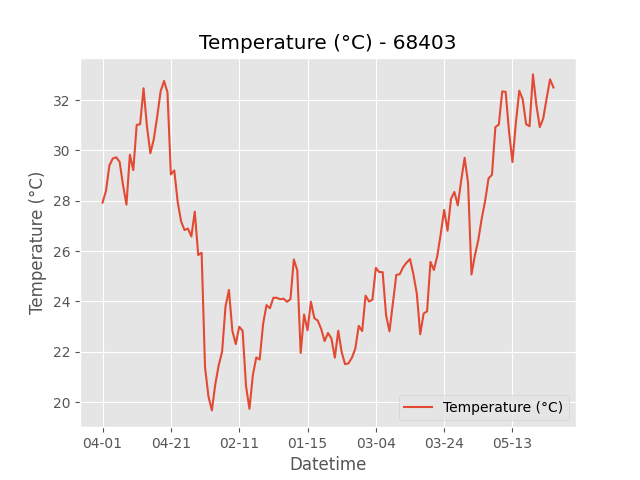 Temperature (°C) - 68403
Temperature (°C)
32
30
28
26
24
22
20
04-01 04-21 02-11 01-15 03-04 03-24 05-13
Datetime
Temperature (°C)